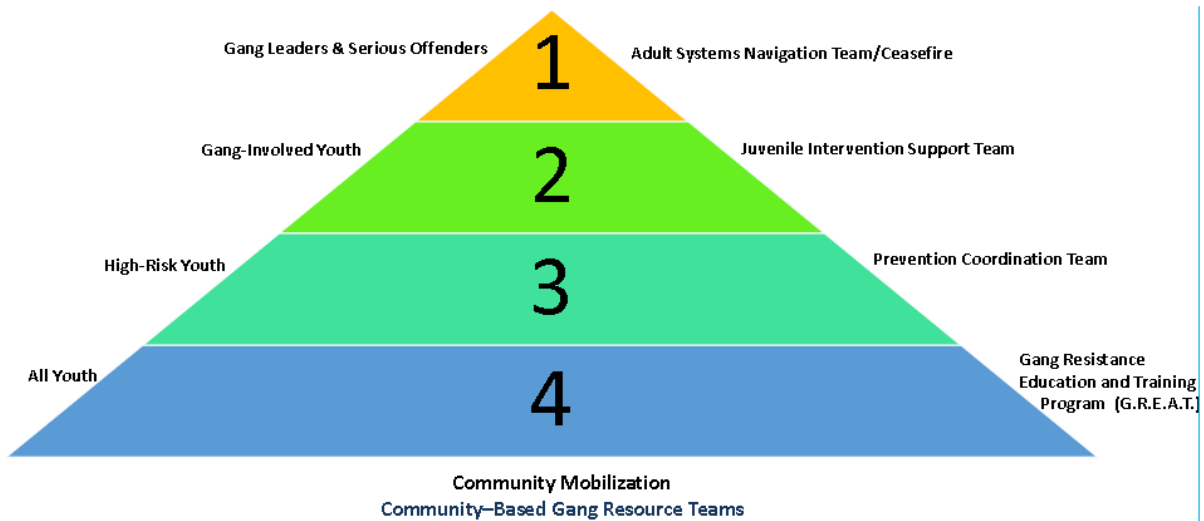 Gang Leaders & Serious Offenders
1
Adult Systems Navigation Team/Ceasefire
Gang-Involved Youth
2
Juvenile Intervention Support Team
High-Risk Youth
3
Prevention Coordination Team
All Youth
4
Gang Resistance
Education and Training
Program (G.R.E.A.T.)
Community Mobilization
Community–Based Gang Resource Teams